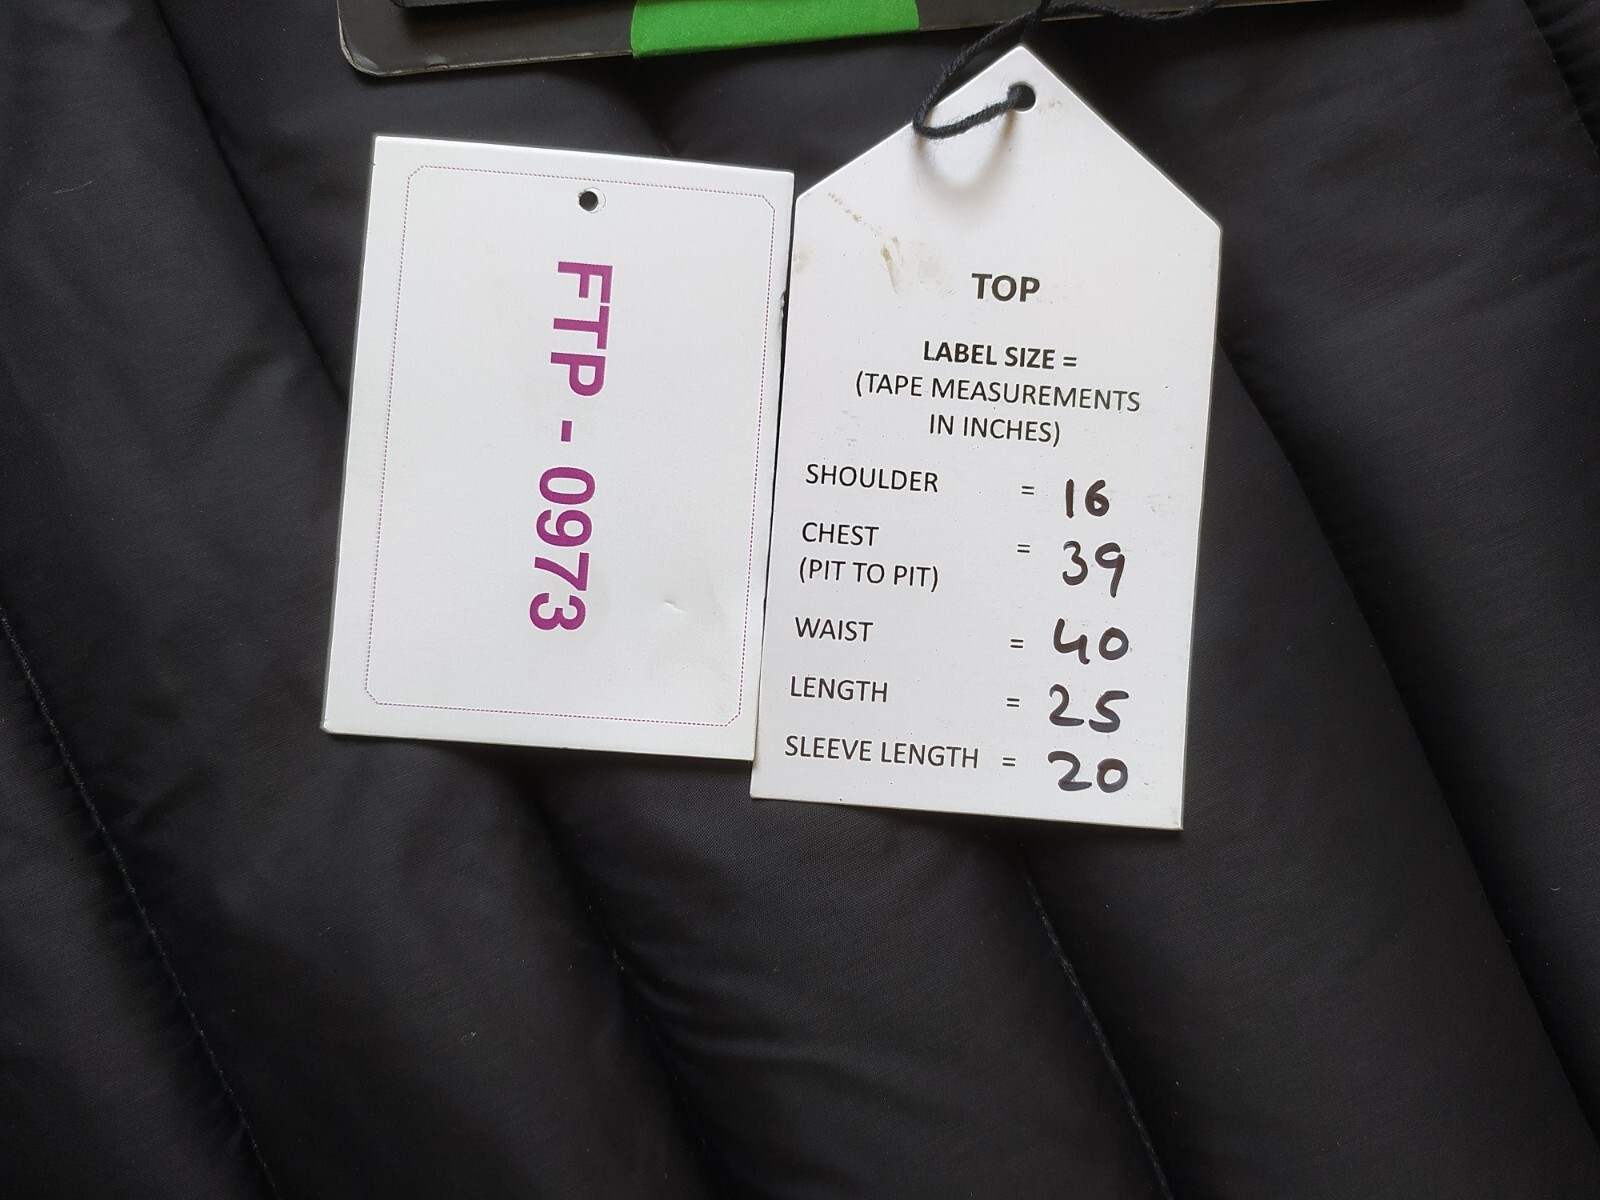 FTP - 0973
TOP
LABEL SIZE =
(TAPE MEASUREMENTS
IN INCHES)
SHOULDER = 16
CHEST = 39
(PIT TO PIT)
WAIST = 40
LENGTH = 25
SLEEVE LENGTH = 20